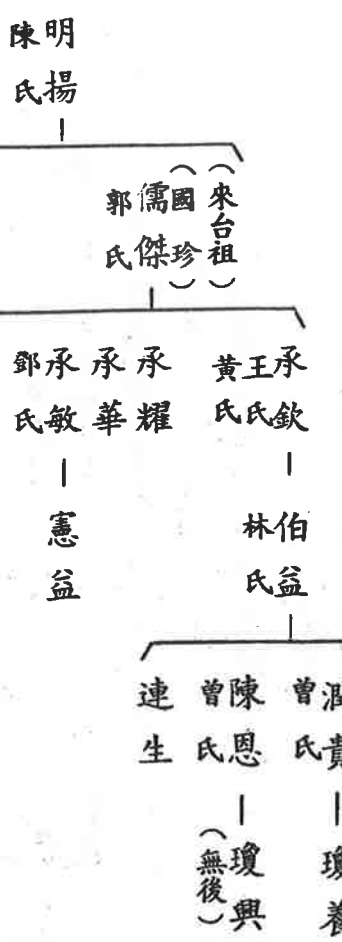 明揚
陳氏
(來台祖)
(國珍)
儒傑
郭氏
承欽
王氏
黃氏
承耀
承華
承敏
鄧氏
伯益
林氏
憲益
曾氏
陳恩
曾氏
連生
瓊養
瓊興
(無後)